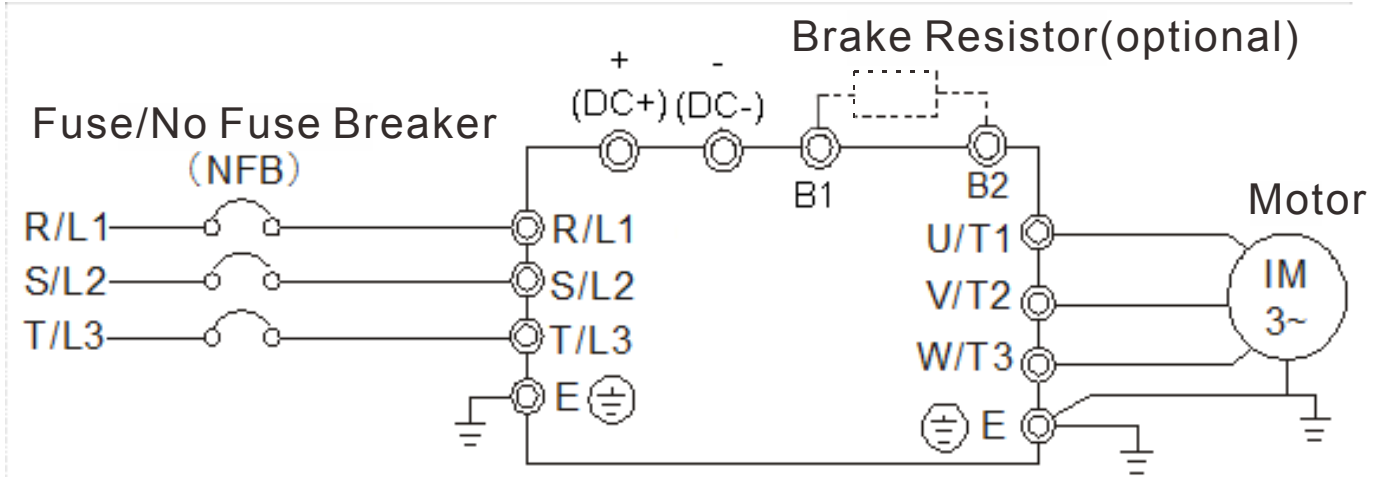 Brake Resistor(optional)
+ -
(DC+) (DC-)
Fuse/No Fuse Breaker
(NFB)
B1 B2
Motor
R/L1 R/L1 U/T1
S/L2 S/L2 V/T2
T/L3 T/L3 W/T3
IM
3~
E E